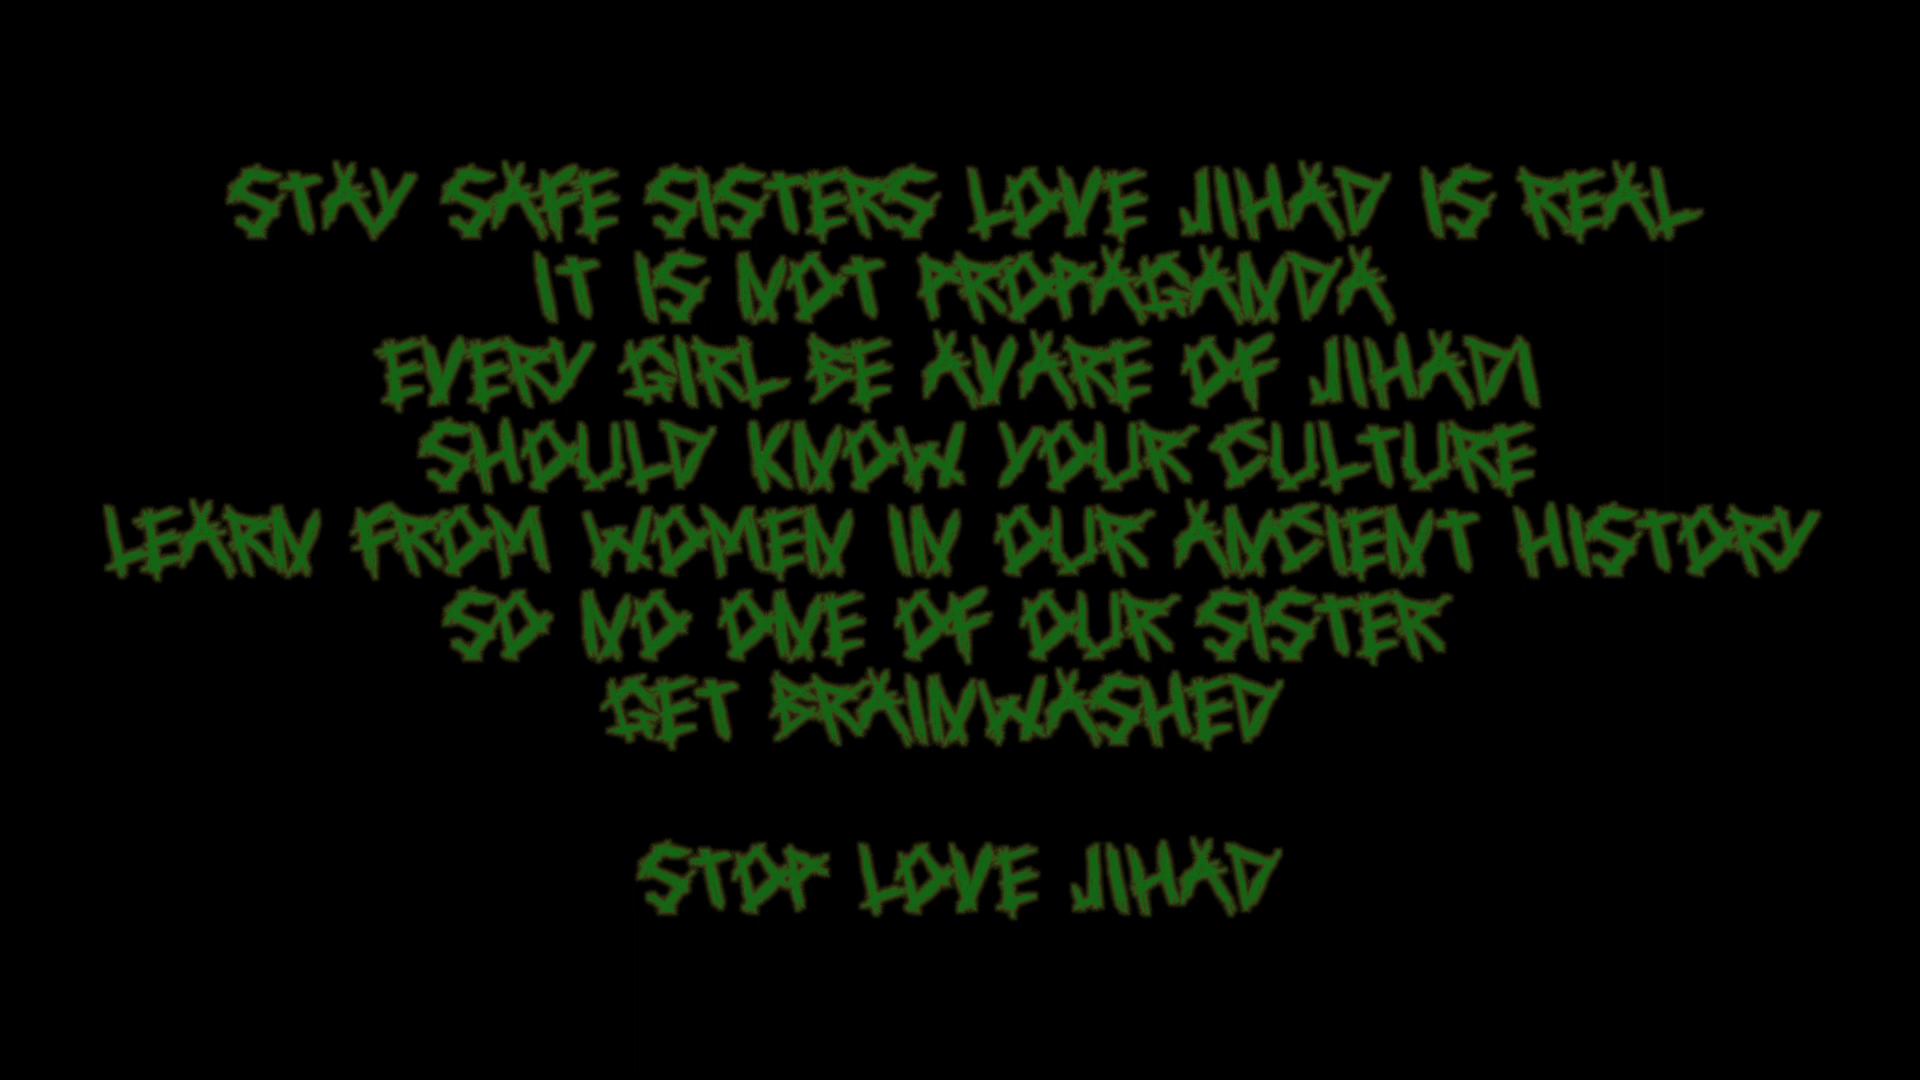 STAY SAFE SISTERS LOVE JIHAD IS REAL
IT IS NOT PROPAGANDA
EVERY GIRL BE AVARE OF JIHADI
SHOULD KNOW YOUR CULTURE
LEARN FROM WOMEN IN OUR ANCIENT HISTORY
SO NO ONE OF OUR SISTER
GET BRAINWASHED
STOP LOVE JIHAD